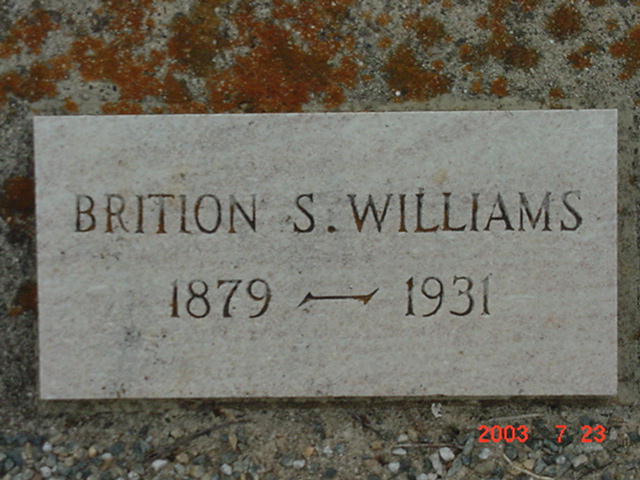 BRITION S. WILLIAMS
1879 — 1931
2003 7 23